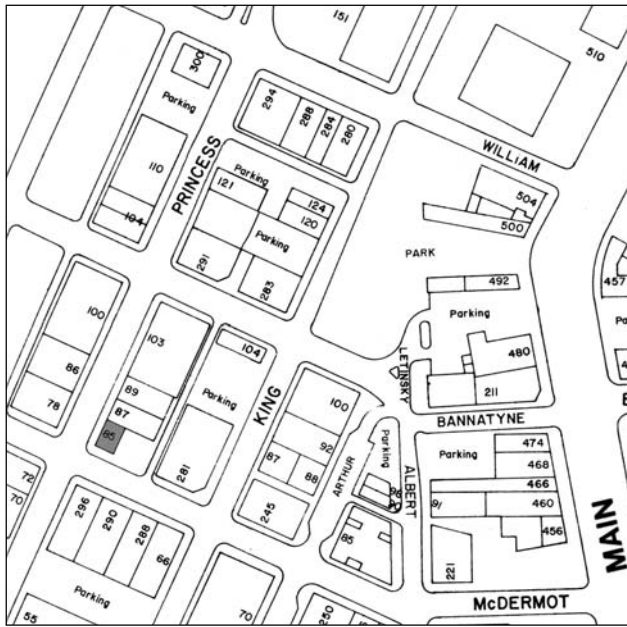 151
510
300
Parking
294
288
284
280
WILLIAM
110
PRINCESS
Parking
121
124
120
504
500
104
Parking
291
283
PARK
492
457
Parking
100
103
104
LETINSKY
480
211
86
89
Parking
KING
100
BANNATYNE
78
87
85
281
92
87
88
ARTHUR
Parking
ALBERT
Parking
474
468
466
460
456
MAIN
72
70
296
290
288
66
245
85
221
Parking
McDERMOT
55
70
250